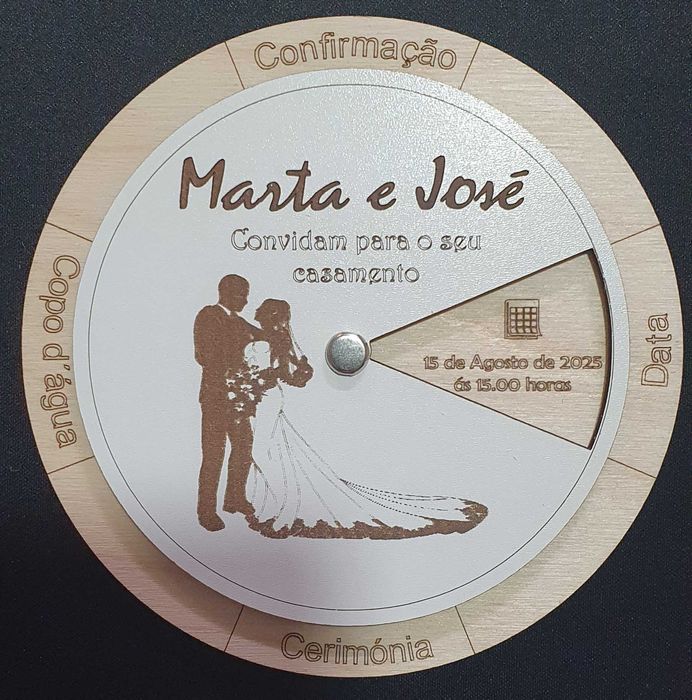 Confirmação
Marta e José
Convidam para o seu
casamento
15 de Agosto de 2025
ás 15.00 horas
Data
Copo d'água
Cerimónia